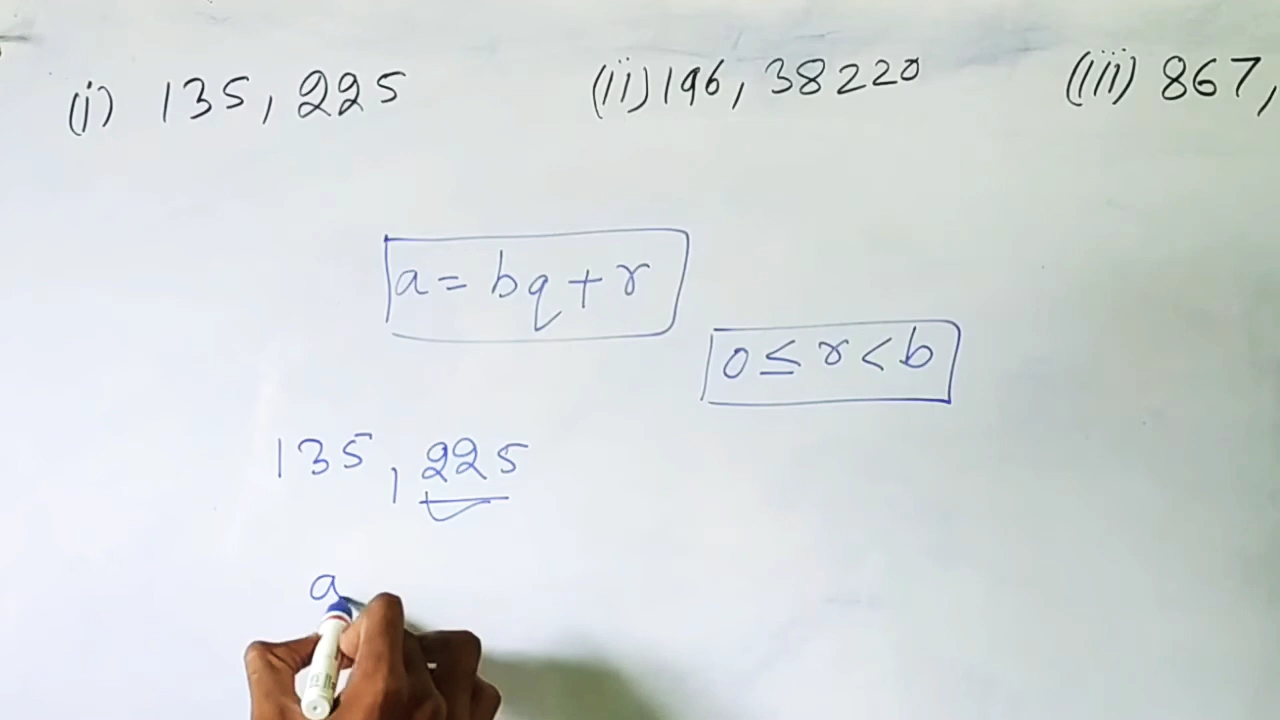 (i) 135, 225 (ii) 196, 38220 (iii) 867,
a = bq + r
0 ≤ r < b
135, 225
a